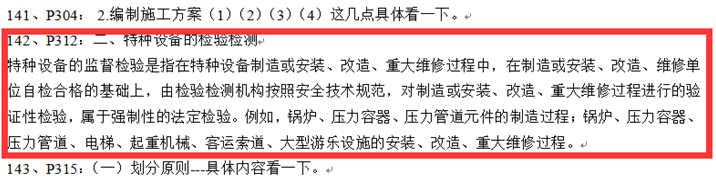 141、P304： 2.编制施工方案（1）（2）（3）（4）这几点具体看一下。
142、P312：二、特种设备的检验检测
特种设备的监督检验是指在特种设备制造或安装、改造、重大维修过程中，在制造或安装、改造、维修单
位自检合格的基础上，由检验检测机构按照安全技术规范，对制造或安装、改造、重大维修过程进行的验
证性检验，属于强制性的法定检验。例如，锅炉、压力容器、压力管道元件的制造过程；锅炉、压力容器、
压力管道、电梯、起重机械、客运索道、大型游乐设施的安装、改造、重大维修过程。
143、P315：（一）划分原则---具体内容看一下。